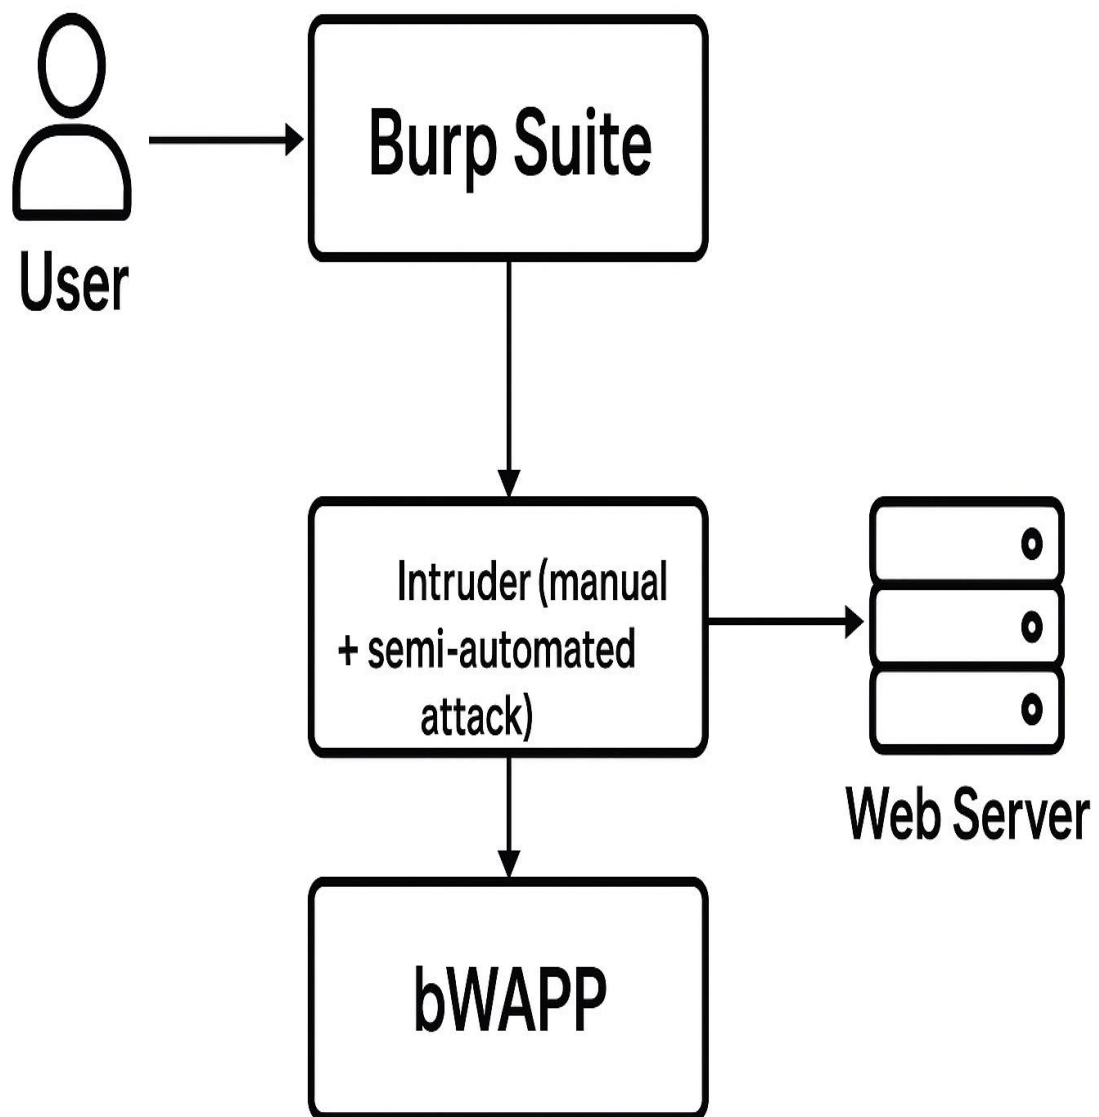 Burp Suite
User
Intruder (manual
+ semi-automated
attack)
Web Server
bWAPP